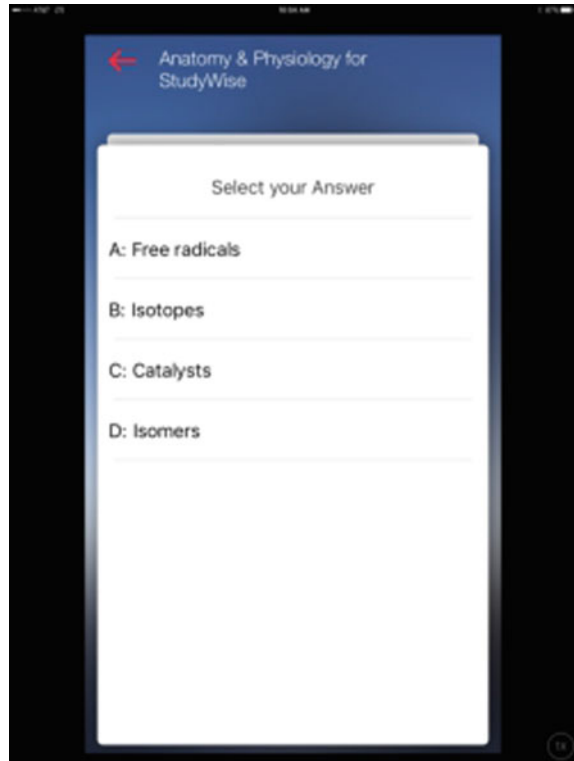 Anatomy & Physiology for
StudyWise
Select your Answer
A: Free radicals
B: Isotopes
C: Catalysts
D: Isomers